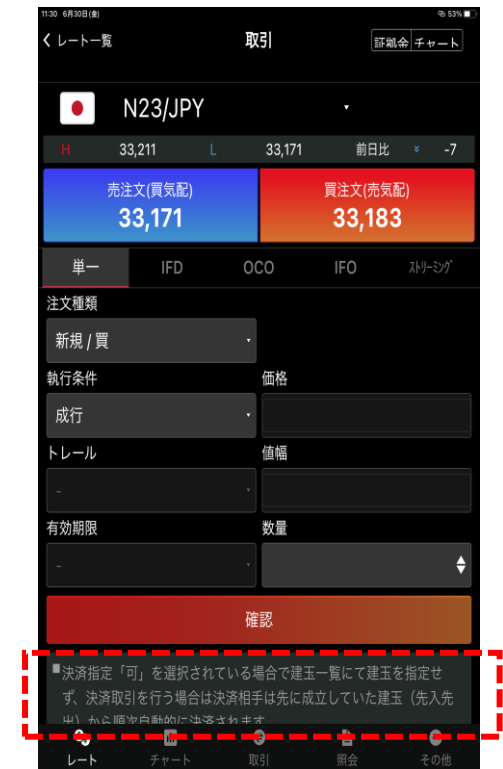 11:30 6月30日(金)
53%
レート一覧
取引
証拠金 チャート
N23/JPY
H 33,211 L 33,171 前日比 -7
売注文(買気配)
買注文(売気配)
33,171
33,183
単一 IFD OCO IFO ストリーミング
注文種類
新規 / 買
執行条件
価格
成行
トレール
値幅
-
有効期限
数量
-
確認
■決済指定「可」を選択されている場合で建玉一覧にて建玉を指定せ
ず、決済取引を行う場合は決済相手は先に成立していた建玉（先入先
出）から順次自動的に決済されます
レート チャート 取引 照会 その他